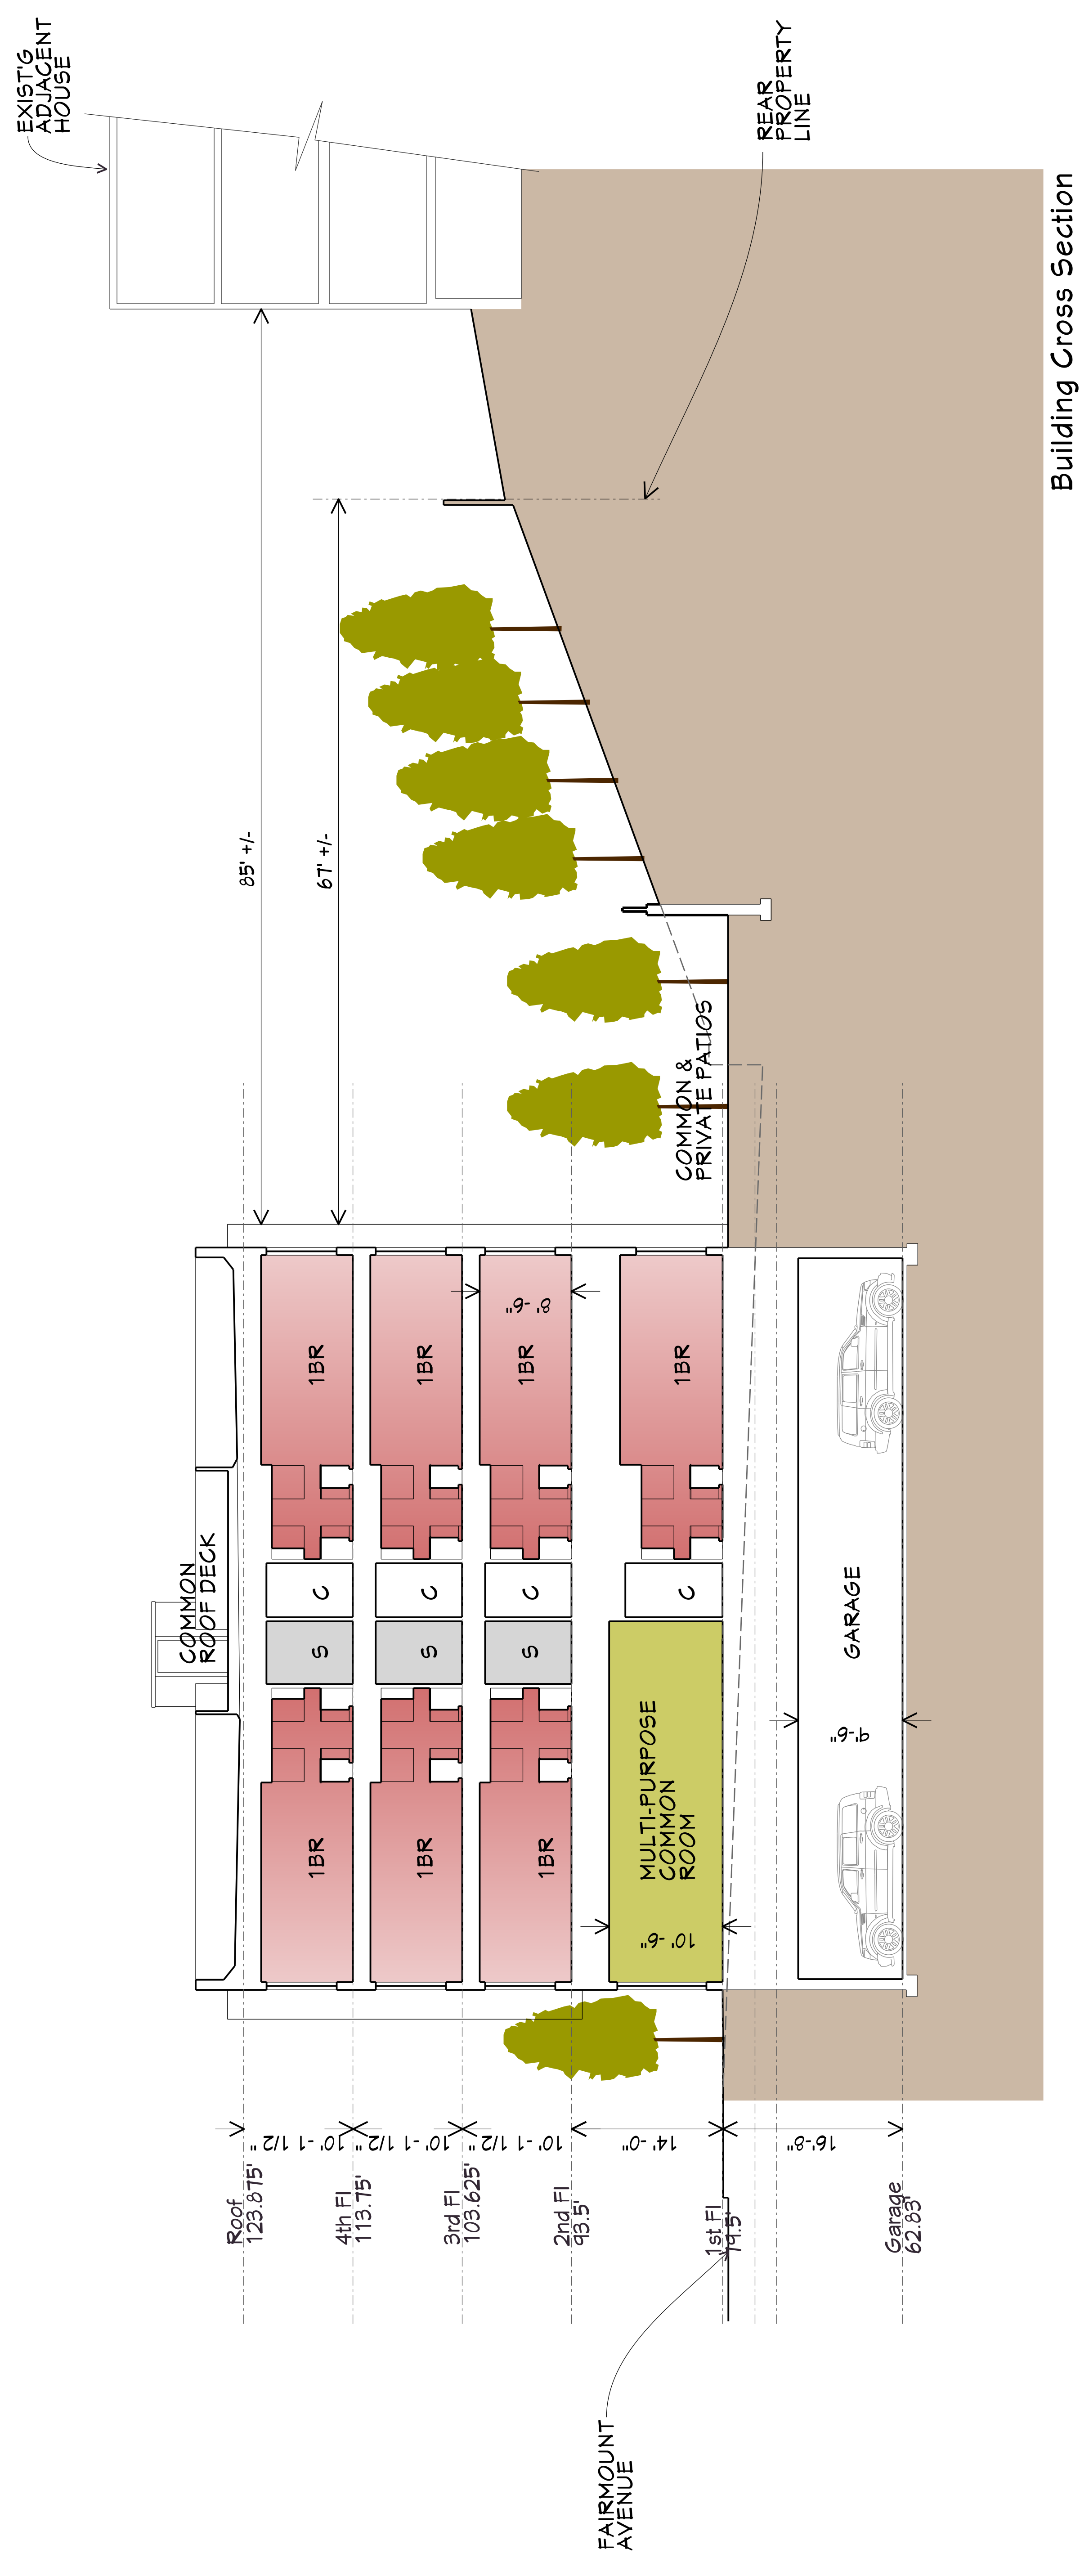 EXIST'G
ADJACENT
HOUSE
REAR
PROPERTY
LINE
85' +/-
67' +/-
COMMON &
PRIVATE PATIOS
COMMON
ROOF DECK
1BR
1BR
1BR
1BR
8'-6"
C
C
C
C
S
S
S
1BR
1BR
1BR
MULTI-PURPOSE
COMMON
ROOM
10'-6"
GARAGE
9'-6"
10'-1 1/2"
10'-1 1/2"
10'-1 1/2"
14'-0"
16'-8"
Roof
123.875'
4th Fl
113.75'
3rd Fl
103.625'
2nd Fl
93.5'
1st Fl
79.5'
Garage
62.83'
FAIRMOUNT
AVENUE
Building Cross Section